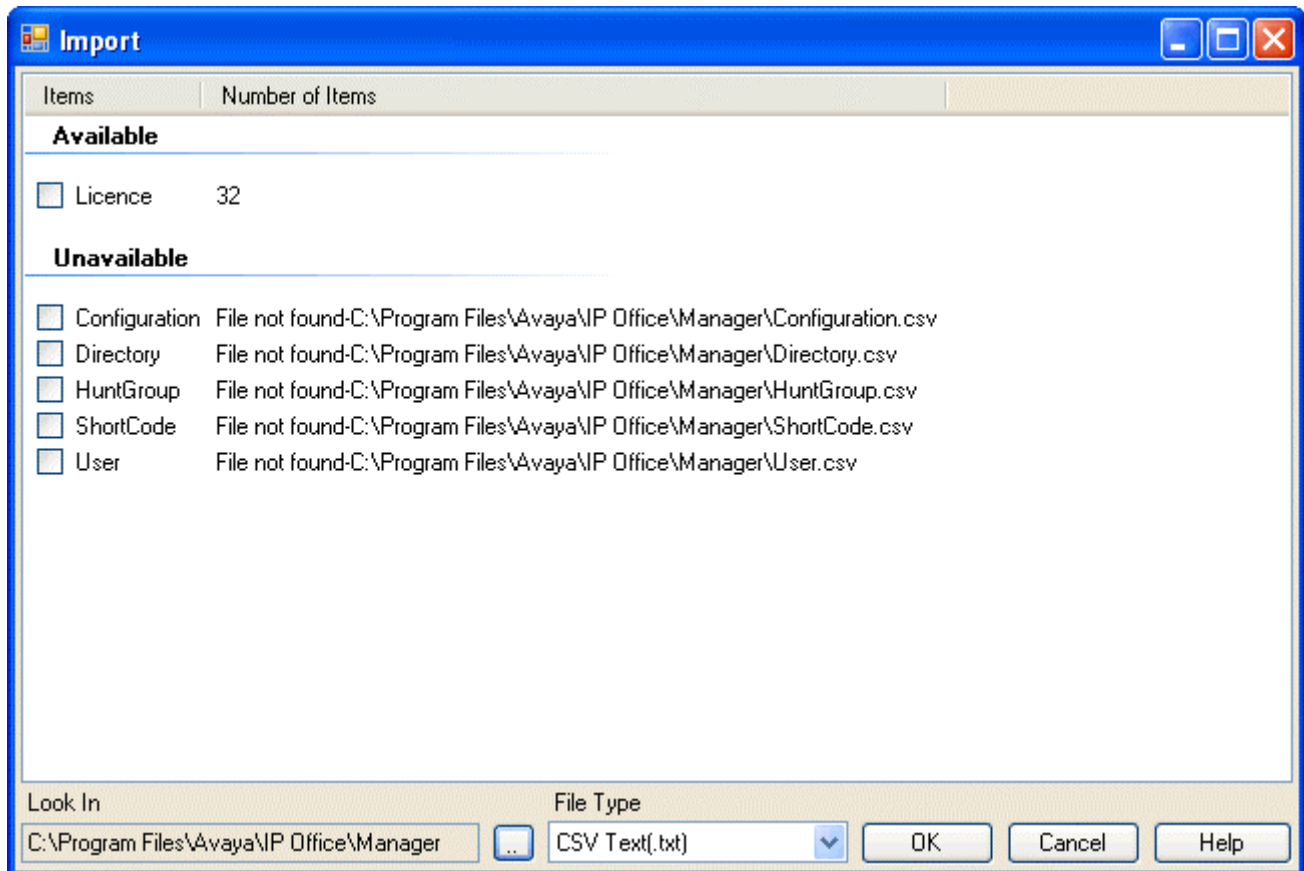 Import
Items Number of Items
Available
Licence 32
Unavailable
Configuration File not found-C:\Program Files\Avaya\IP Office\Manager\Configuration.csv
Directory File not found-C:\Program Files\Avaya\IP Office\Manager\Directory.csv
HuntGroup File not found-C:\Program Files\Avaya\IP Office\Manager\HuntGroup.csv
ShortCode File not found-C:\Program Files\Avaya\IP Office\Manager\ShortCode.csv
User File not found-C:\Program Files\Avaya\IP Office\Manager\User.csv
Look In File Type
C:\Program Files\Avaya\IP Office\Manager .. CSV Text(.txt) OK Cancel Help